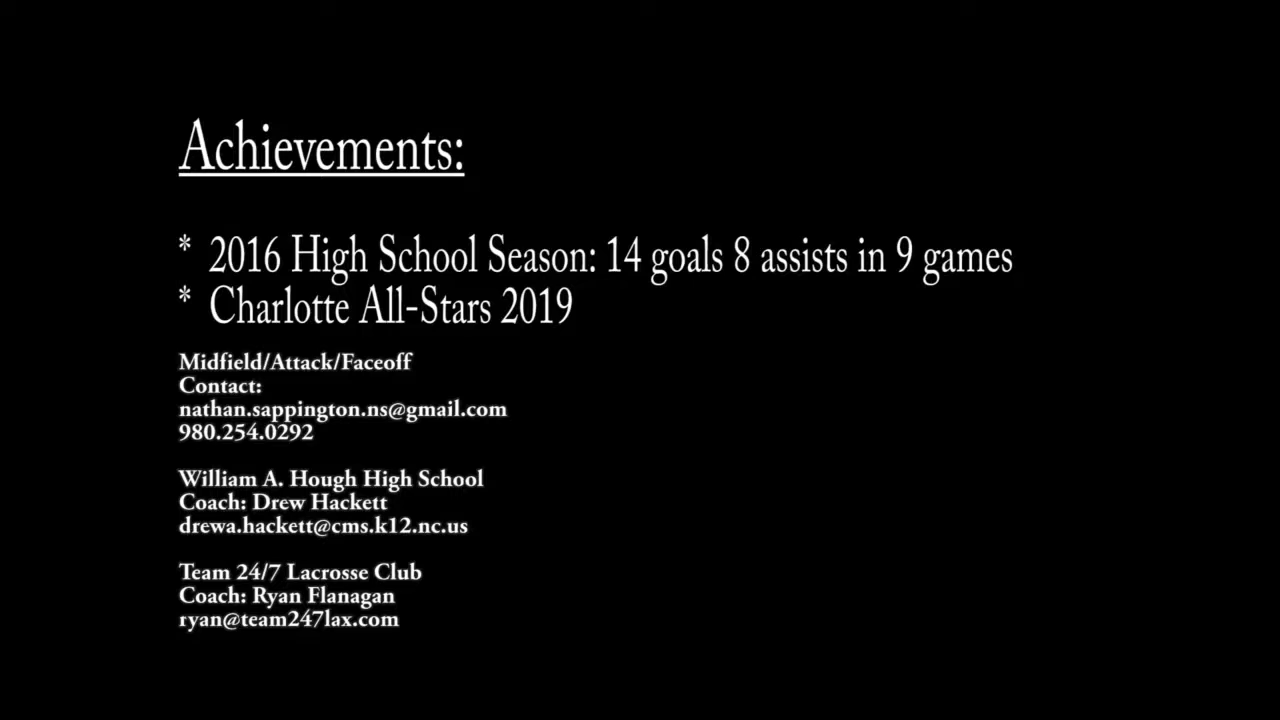 Achievements:
* 2016 High School Season: 14 goals 8 assists in 9 games
* Charlotte All-Stars 2019
Midfield/Attack/Faceoff
Contact:
nathan.sappington.ns@gmail.com
980.254.0292
William A. Hough High School
Coach: Drew Hackett
drewa.hackett@cms.k12.nc.us
Team 24/7 Lacrosse Club
Coach: Ryan Flanagan
ryan@team247lax.com